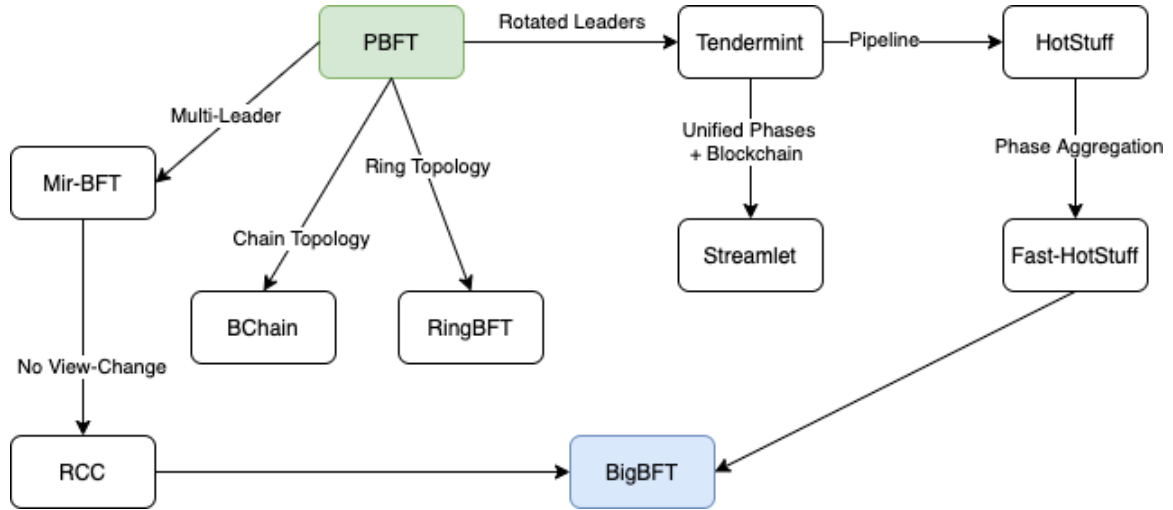 PBFT
Rotated Leaders
Tendermint
Pipeline
HotStuff
Multi-Leader
Unified Phases
+ Blockchain
Phase Aggregation
Mir-BFT
Ring Topology
Chain Topology
Streamlet
Fast-HotStuff
BChain
RingBFT
No View-Change
RCC
BigBFT